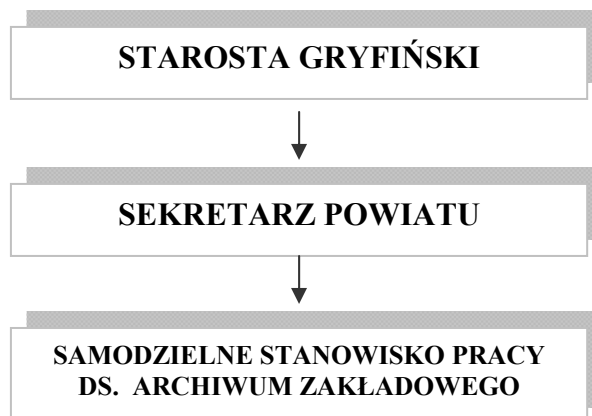 STAROSTA GRYFIŃSKI
SEKRETARZ POWIATU
SAMODZIELNE STANOWISKO PRACY
DS. ARCHIWUM ZAKŁADOWEGO